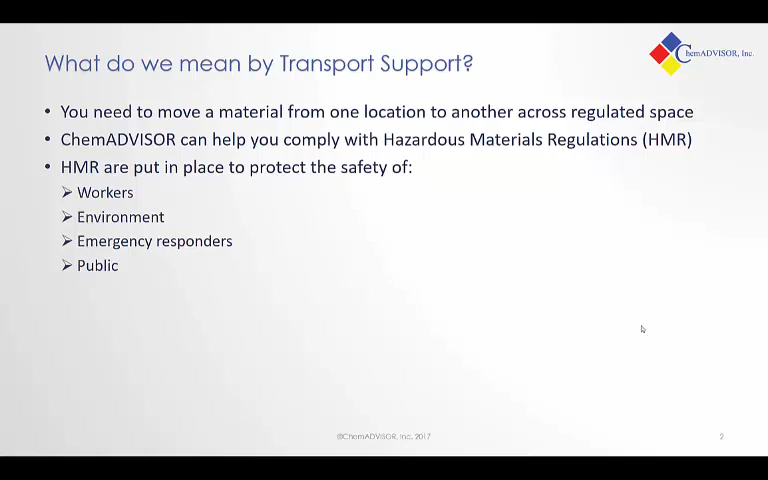 What do we mean by Transport Support?
ChemADVISOR, Inc.
• You need to move a material from one location to another across regulated space
• ChemADVISOR can help you comply with Hazardous Materials Regulations (HMR)
• HMR are put in place to protect the safety of:
➢ Workers
➢ Environment
➢ Emergency responders
➢ Public
©ChemADVISOR, Inc. 2017
2